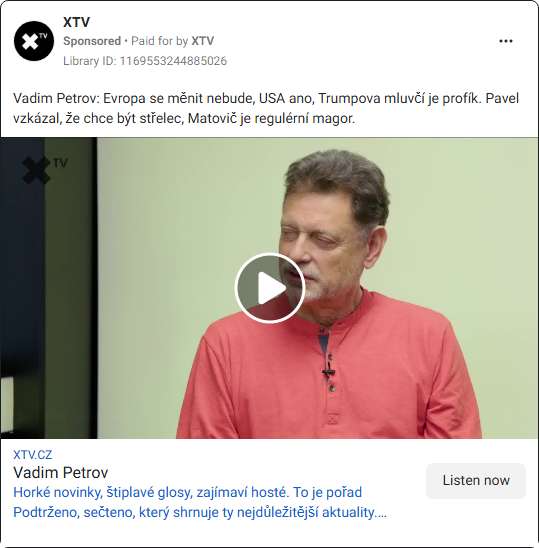 XTV
Sponsored • Paid for by XTV
Library ID: 1169553244885026
Vadim Petrov: Evropa se měnit nebude, USA ano, Trumpova mluvčí je profík. Pavel
vzkázal, že chce být střelec, Matovič je regulérní magor.
XTV
XTV.CZ
Vadim Petrov
Horké novinky, štiplavé glosy, zajímaví hosté. To je pořad
Podtrženo, sečteno, který shrnuje ty nejdůležitější aktuality....
Listen now